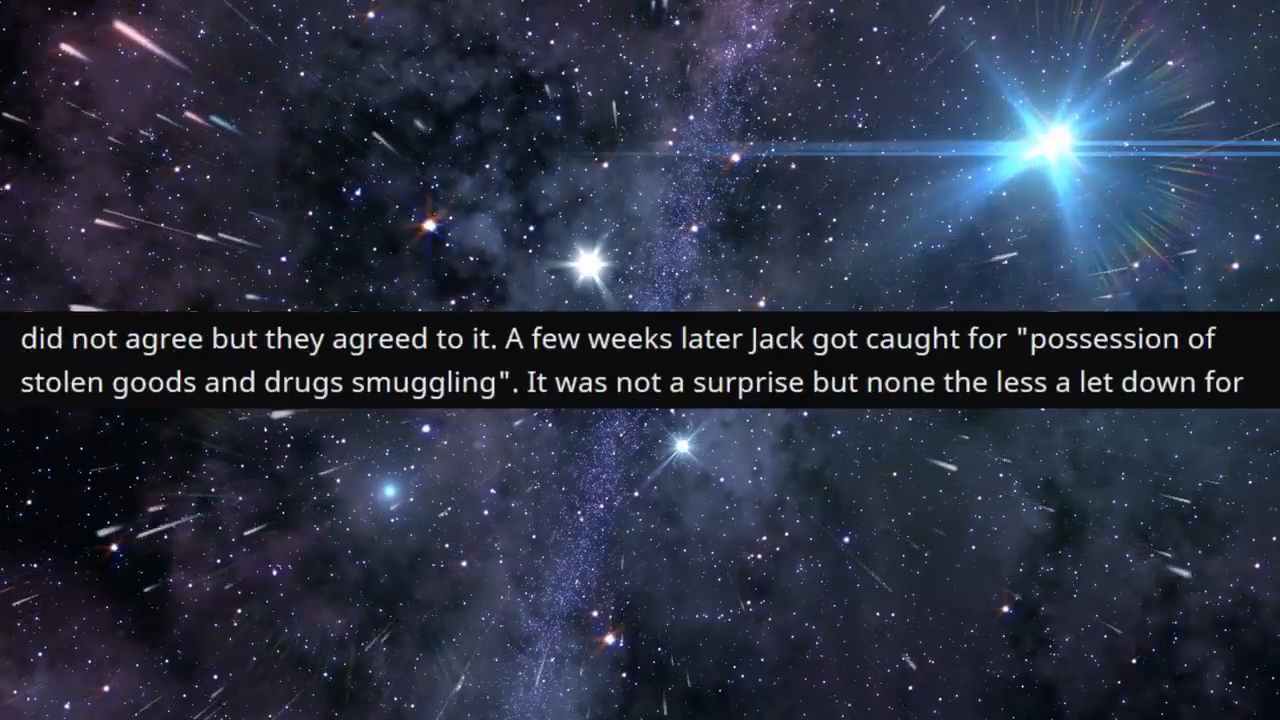 did not agree but they agreed to it. A few weeks later Jack got caught for "possession of
stolen goods and drugs smuggling". It was not a surprise but none the less a let down for